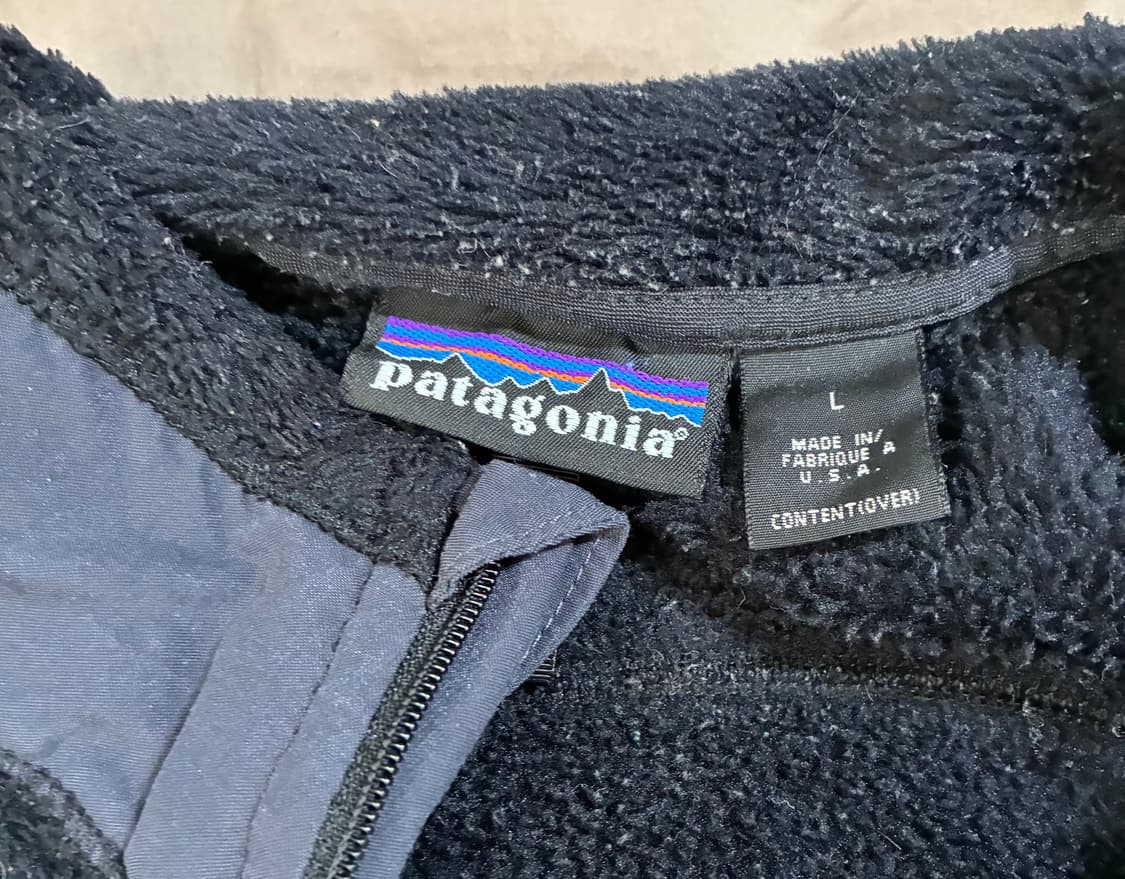 patagonia®
L
MADE IN/
FABRIQUE A
U.S.A.
CONTENT(OVER)